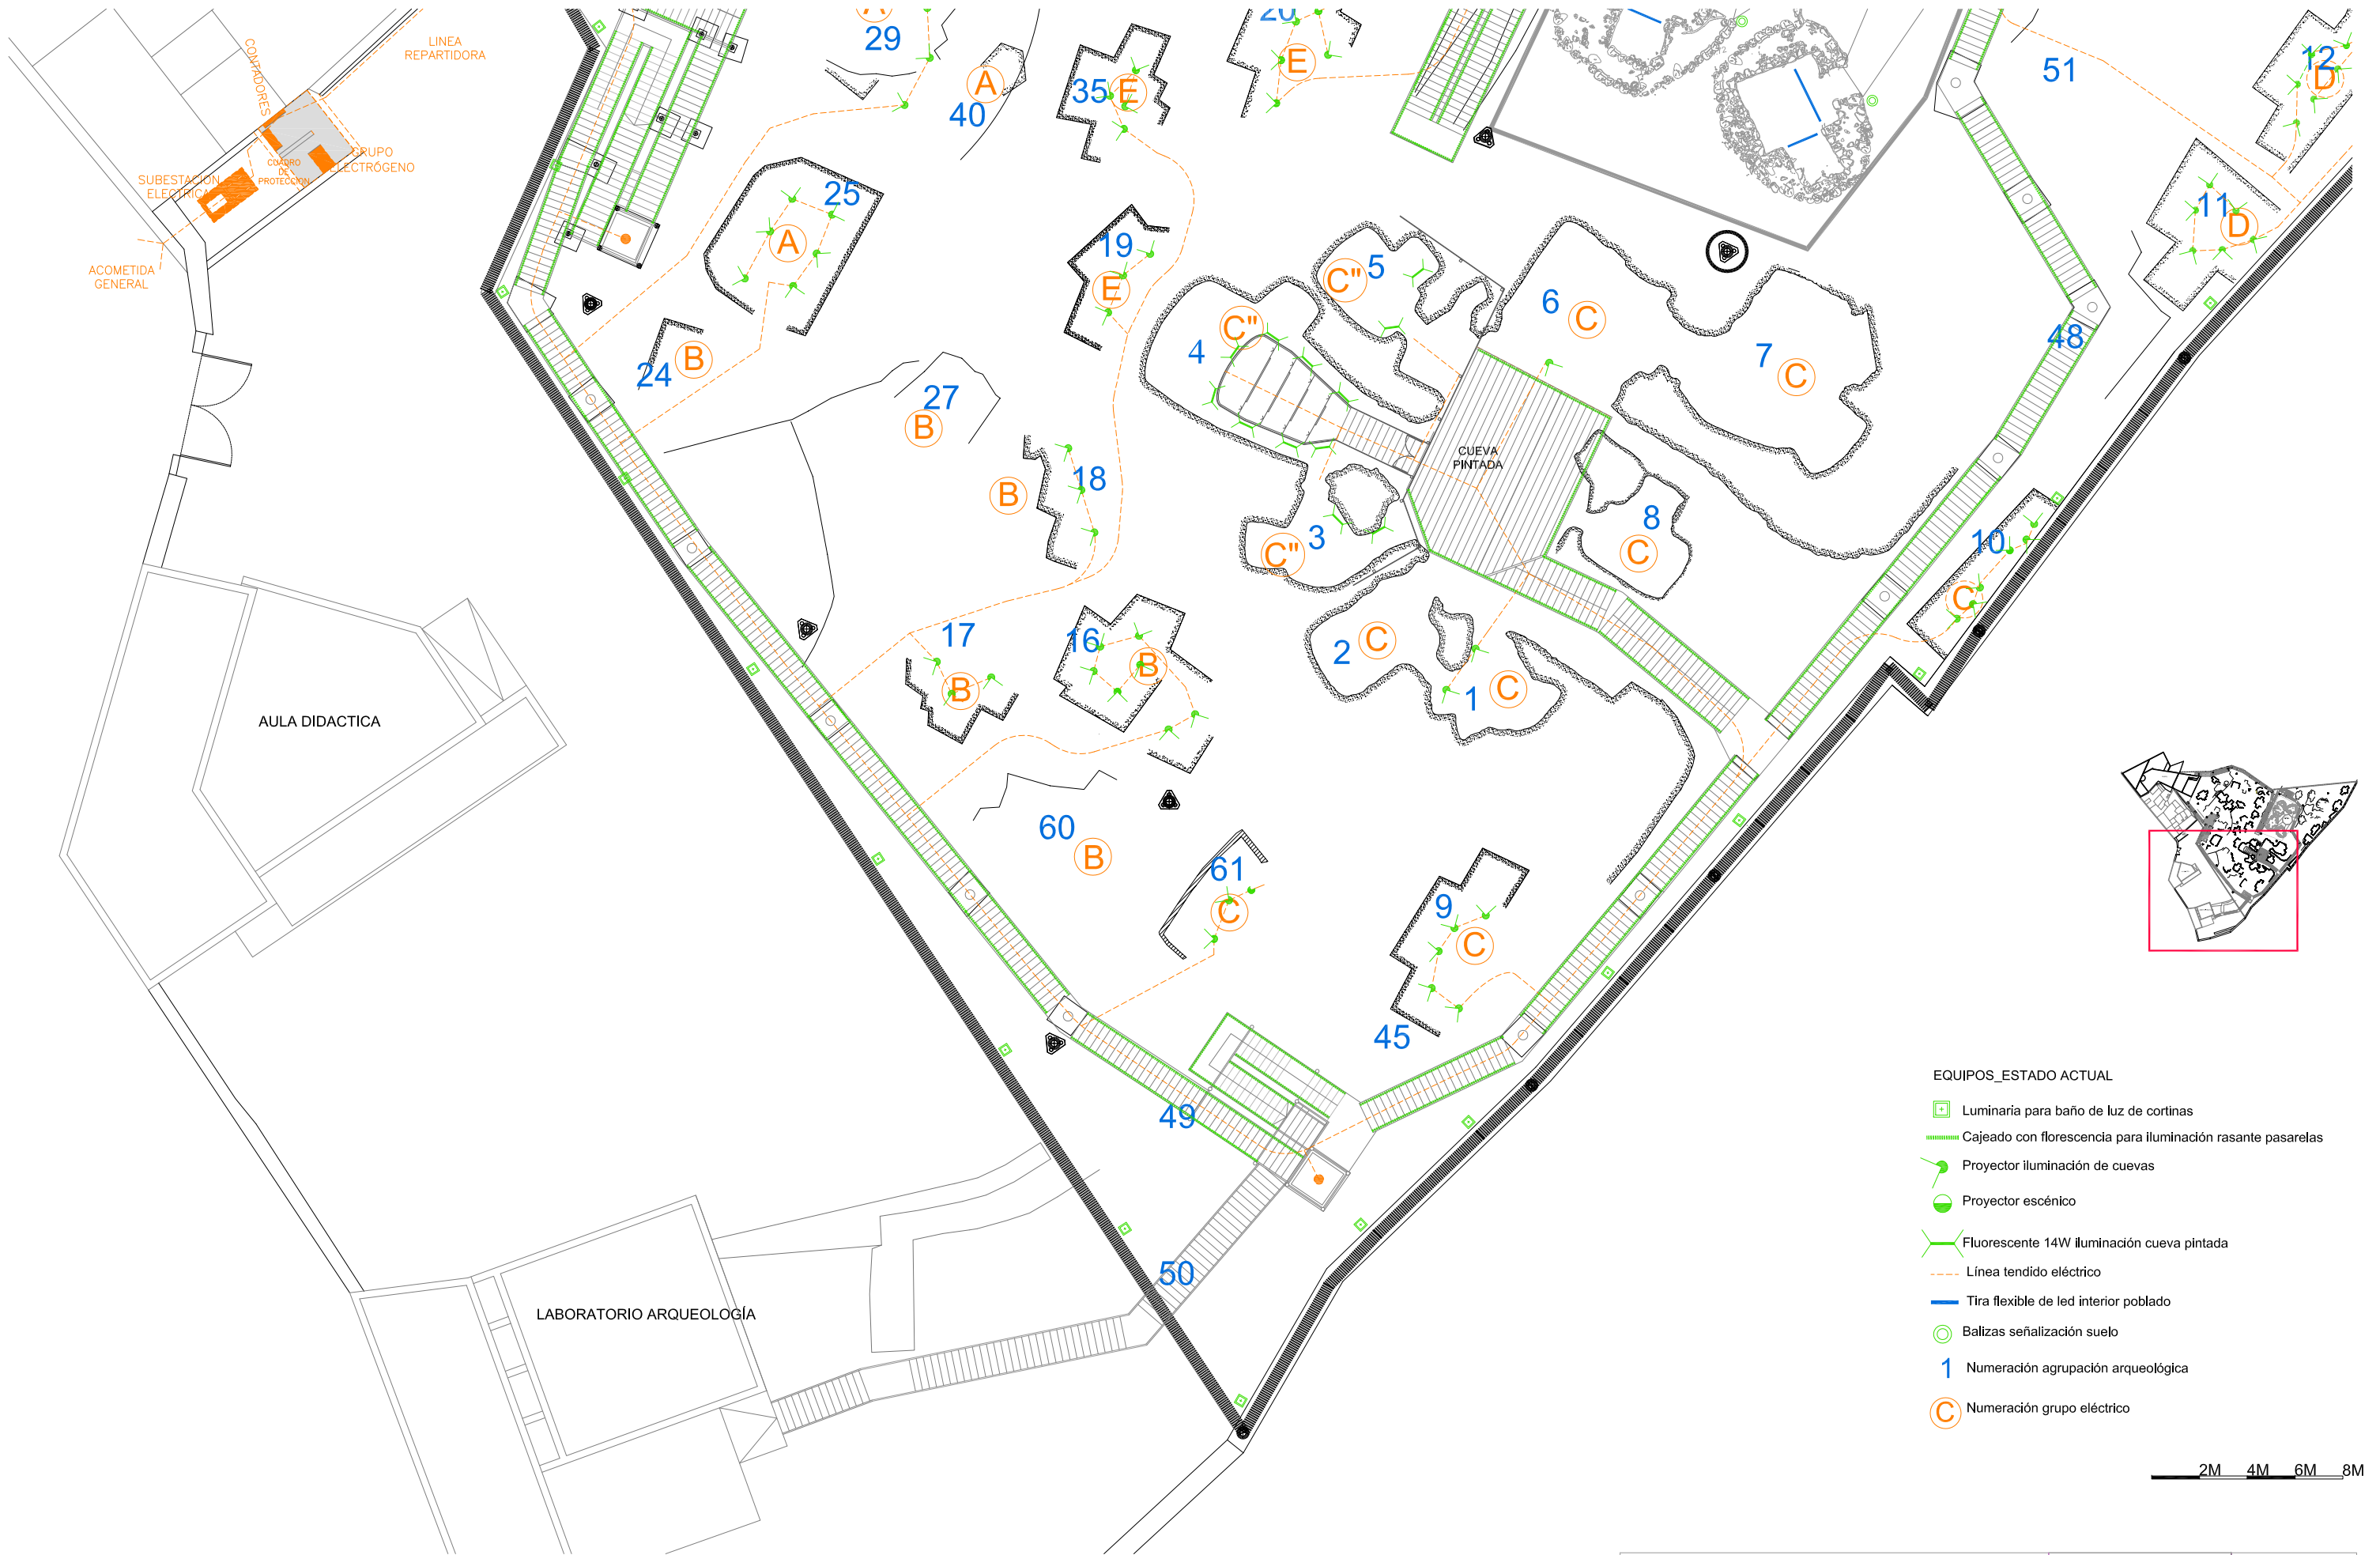 CONTADORES
LINEA
REPARTIDORA
GRUPO
ELECTRÓGENO
CUADRO
DE
PROTECCIÓN
SUBESTACIÓN
ELECTRICA
ACOMETIDA
GENERAL
A
29
A
40
35
E
20
E
51
12
D
25
A
19
E
11
D
C"
5
C"
4
6
C
7
C
48
24
B
27
B
B
18
CUEVA
PINTADA
3
C"
8
C
10
C
17
B
16
B
2
C
1
C
AULA DIDACTICA
60
B
61
C
9
C
45
49
50
LABORATORIO ARQUEOLOGÍA
EQUIPOS_ESTADO ACTUAL
Luminaria para baño de luz de cortinas
Cajeado con florescencia para iluminación rasante pasarelas
Proyector iluminación de cuevas
Proyector escénico
Fluorescente 14W iluminación cueva pintada
Línea tendido eléctrico
Tira flexible de led interior poblado
Balizas señalización suelo
1 Numeración agrupación arqueológica
C Numeración grupo eléctrico
2M 4M 6M 8M